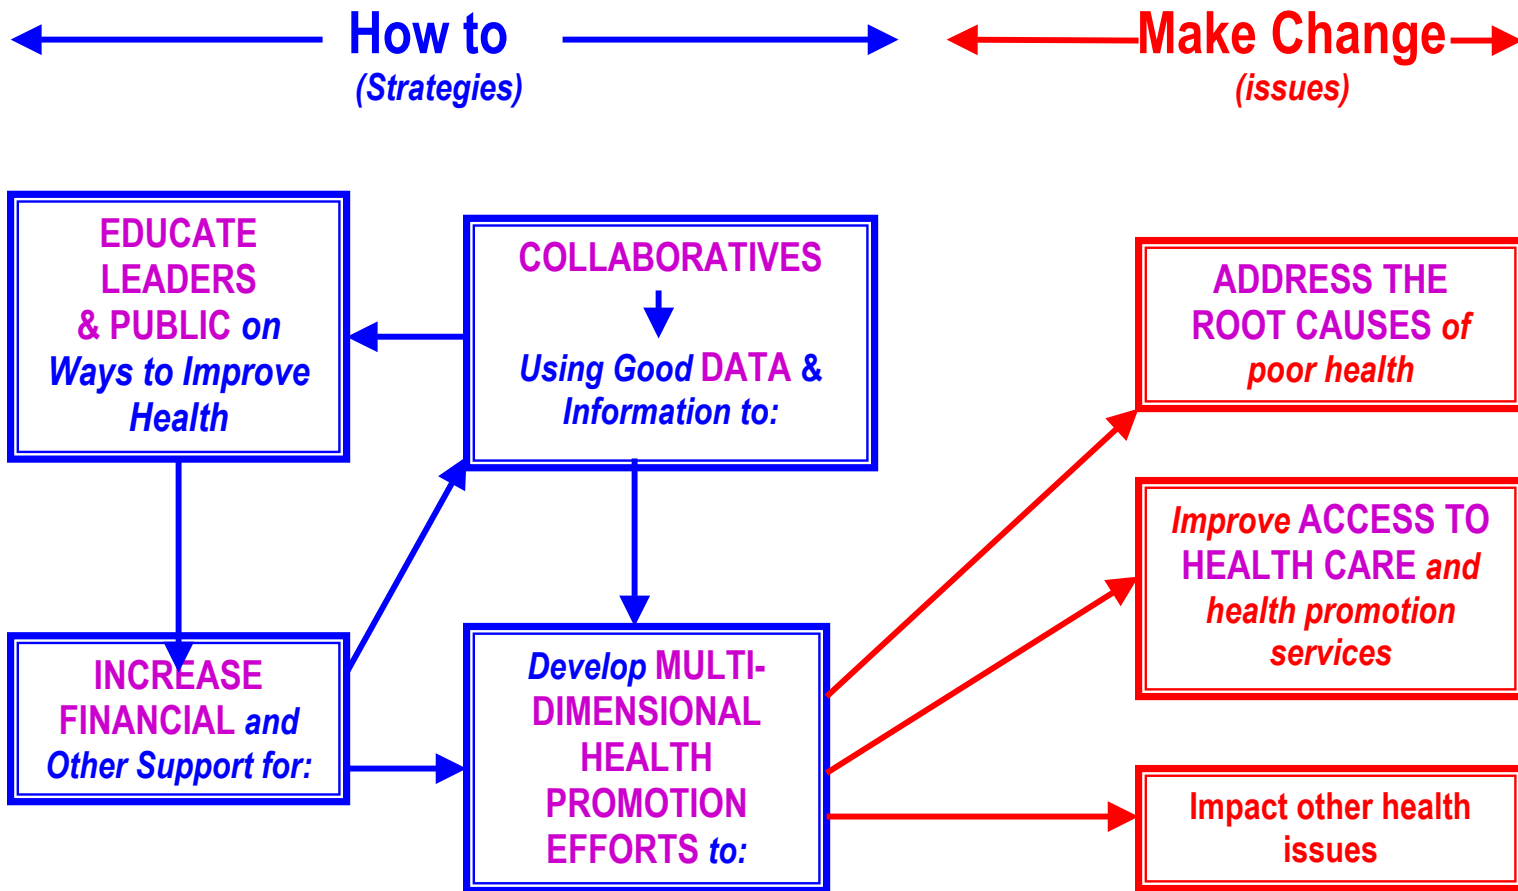 How to
(Strategies)
Make Change
(issues)
EDUCATE
LEADERS
& PUBLIC on
Ways to Improve
Health
COLLABORATIVES
Using Good DATA &
Information to:
INCREASE
FINANCIAL and
Other Support for:
Develop MULTI-
DIMENSIONAL
HEALTH
PROMOTION
EFFORTS to:
ADDRESS THE
ROOT CAUSES of
poor health
Improve ACCESS TO
HEALTH CARE and
health promotion
services
Impact other health
issues